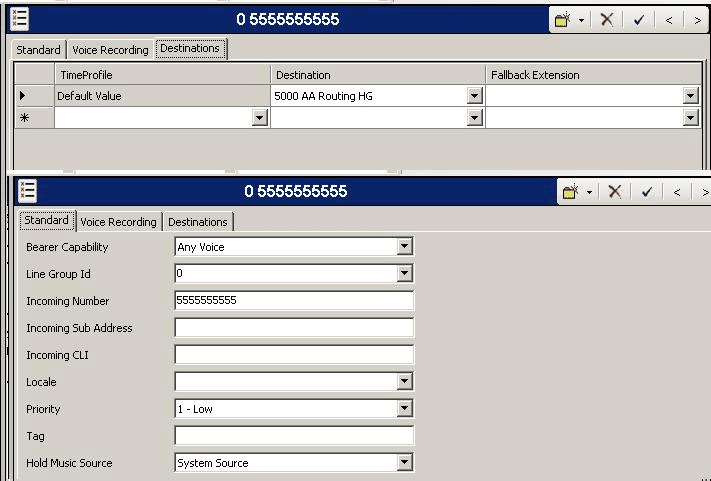 0 5555555555
< >
Standard Voice Recording Destinations
TimeProfile Destination Fallback Extension
Default Value 5000 AA Routing HG
0 5555555555
< >
Standard Voice Recording Destinations
Bearer Capability Any Voice
Line Group Id 0
Incoming Number 5555555555
Incoming Sub Address
Incoming CLI
Locale
Priority 1 - Low
Tag
Hold Music Source System Source